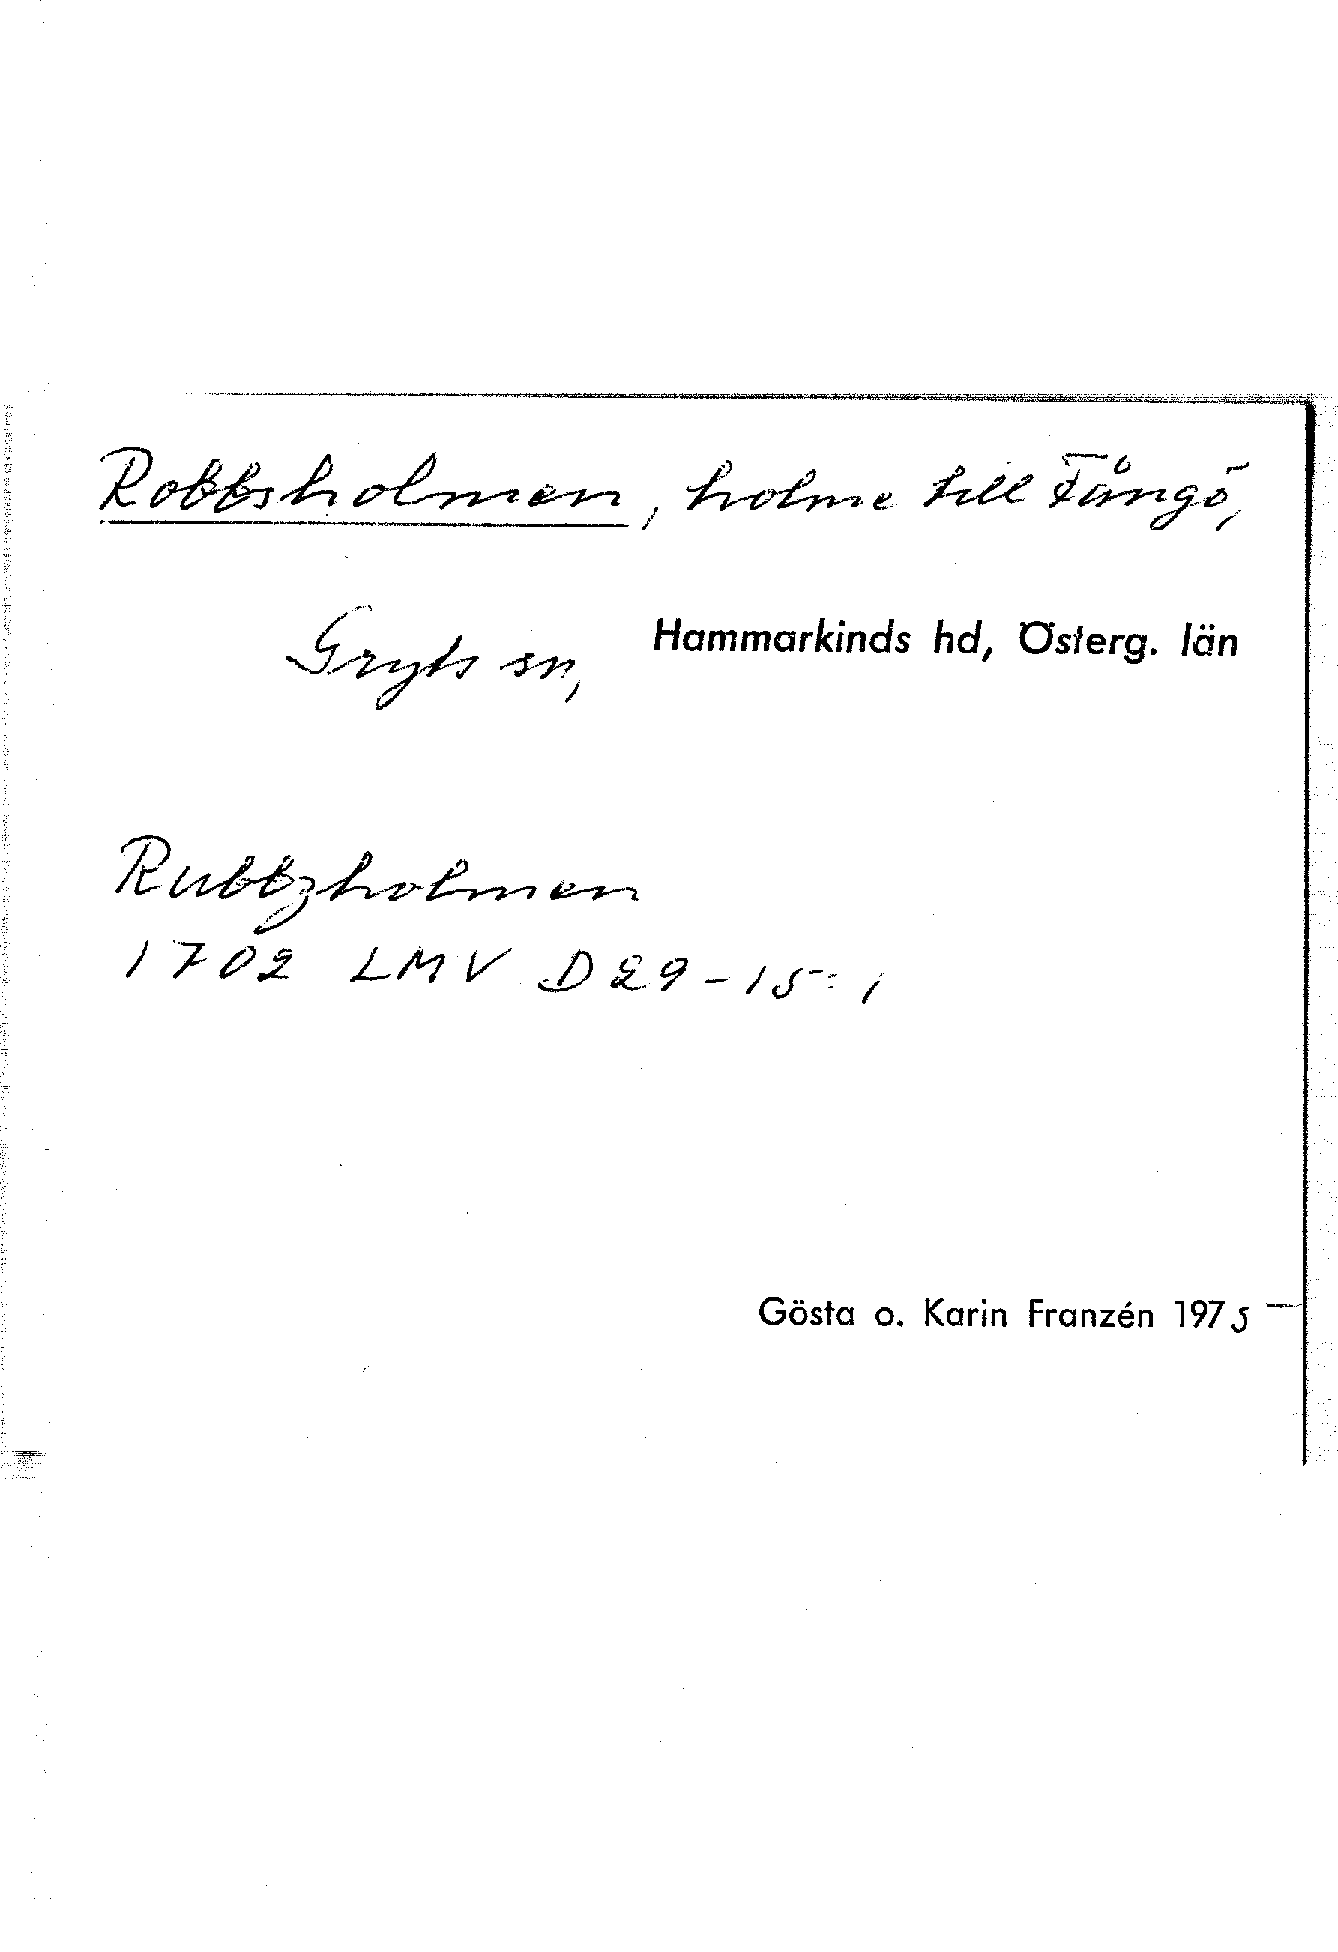 Robbsholmen, holme till Fångö,
Gryts sn, Hammarkinds hd, Österg. län
Rubbzholmen
1702 LMV D29-15:1
Gösta o. Karin Franzén 1975